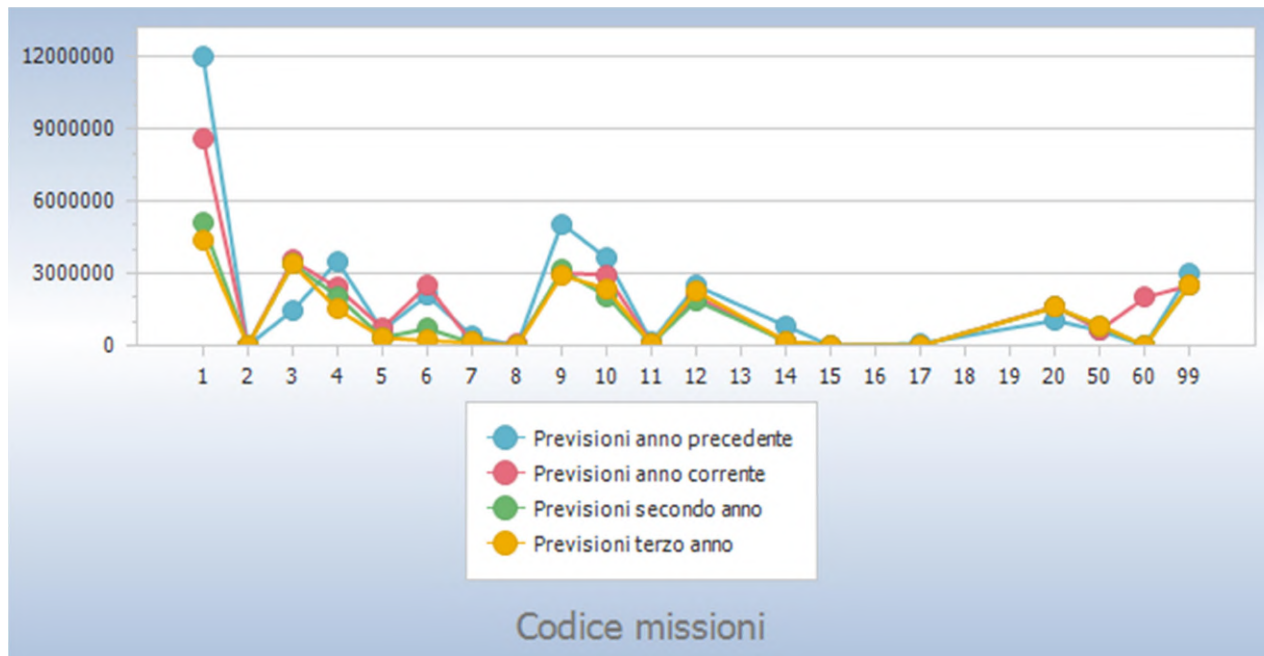 12000000
9000000
6000000
3000000
0
1 2 3 4 5 6 7 8 9 10 11 12 13 14 15 16 17 18 19 20 50 60 99
Previsioni anno precedente
Previsioni anno corrente
Previsioni secondo anno
Previsioni terzo anno
Codice missioni